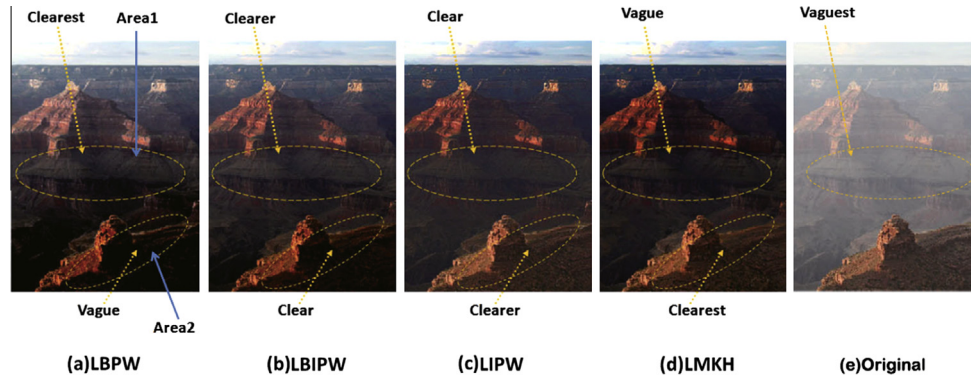 Clearest Area1 Clearer Clear Vague Vaguest
Vague Area2 Clear Clearer Clearest
(a)LBPW (b)LBIPW (c)LIPW (d)LMKH (e)Original